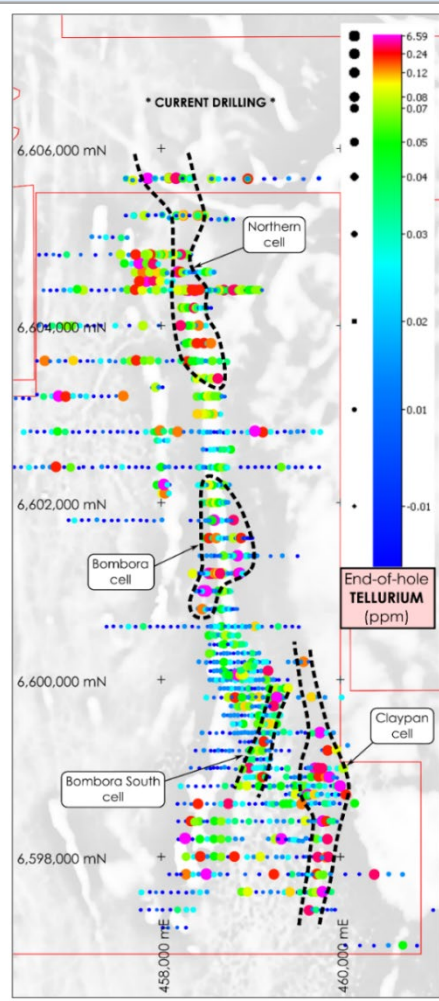 6.59
0.24
0.12
0.08
0.07
* CURRENT DRILLING *
0.05
6,606,000 mN
0.04
Northern
cell
0.03
6,604,000 mN
0.02
0.01
6,602,000 mN
-0.01
Bombora
cell
End-of-hole
TELLURIUM
(ppm)
6,600,000 mN
Claypan
cell
Bombora South
cell
6,598,000 mN
458,000 mE
460,000 mE